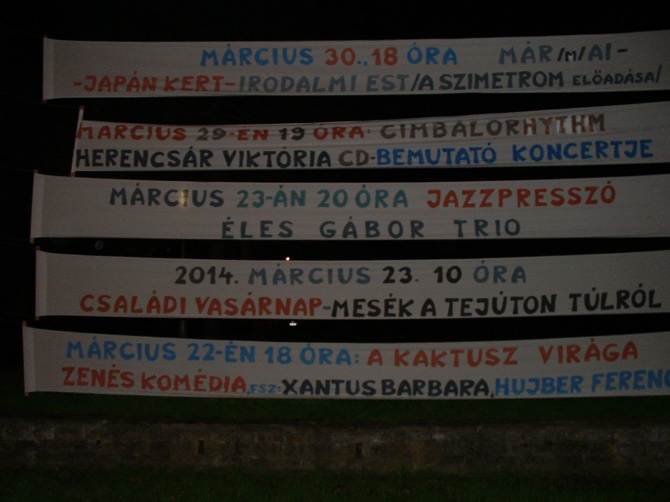 MÁRCIUS 30., 18 ÓRA MÁR/M/AI-
-JAPÁN KERT-IRODALMI EST/A SZIMETROM ELŐADÁSA/
MÁRCIUS 29-ÉN 19 ÓRA: CIMBALORHYTHM
HERENCSÁR VIKTÓRIA CD-BEMUTATÓ KONCERTJE
MÁRCIUS 23-ÁN 20 ÓRA JAZZPRESSZÓ
ÉLES GÁBOR TRIO
2014. MÁRCIUS 23. 10 ÓRA
CSALÁDI VASÁRNAP-MESÉK A TEJÚTON TÚLRÓL
MÁRCIUS 22-ÉN 18 ÓRA: A KAKTUSZ VIRÁGA
ZENÉS KOMÉDIA, FSZ: XANTUS BARBARA, HUJBER FERENC